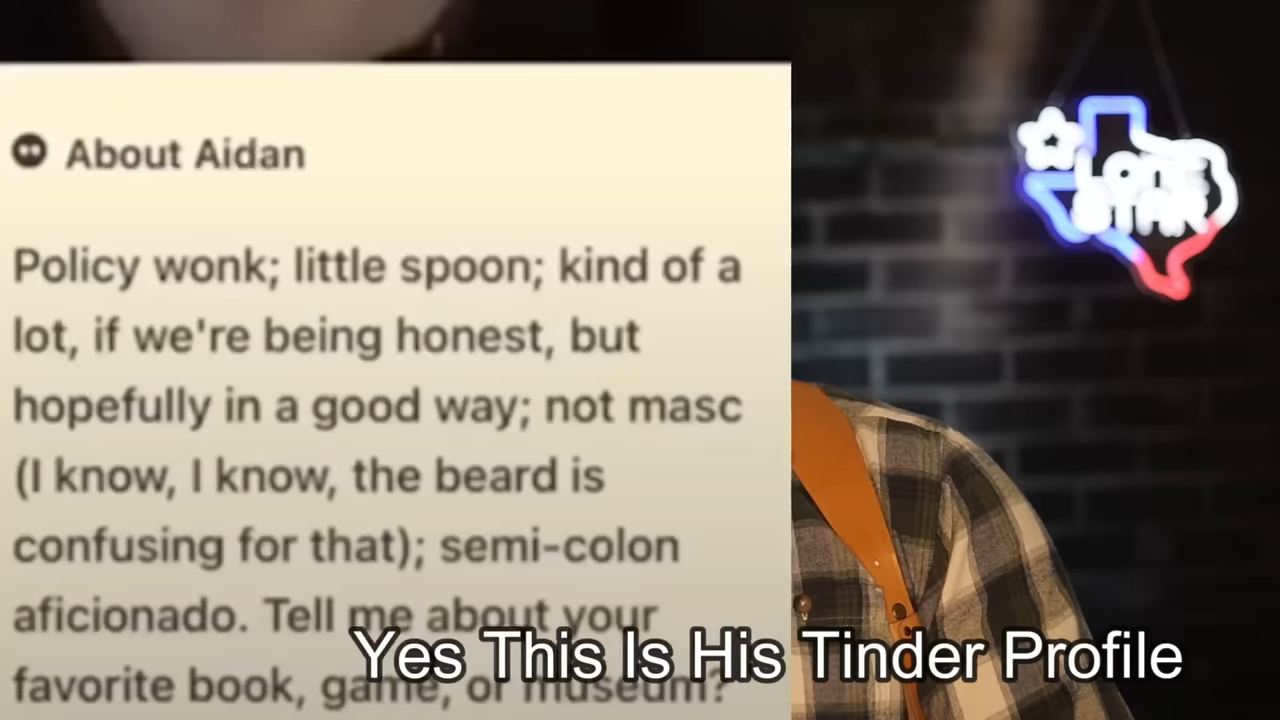 About Aidan
Policy wonk; little spoon; kind of a
lot, if we're being honest, but
hopefully in a good way; not masc
(I know, I know, the beard is
confusing for that); semi-colon
aficionado. Tell me about your
favorite book, game, or museum?
Yes This Is His Tinder Profile
LONE
STAR